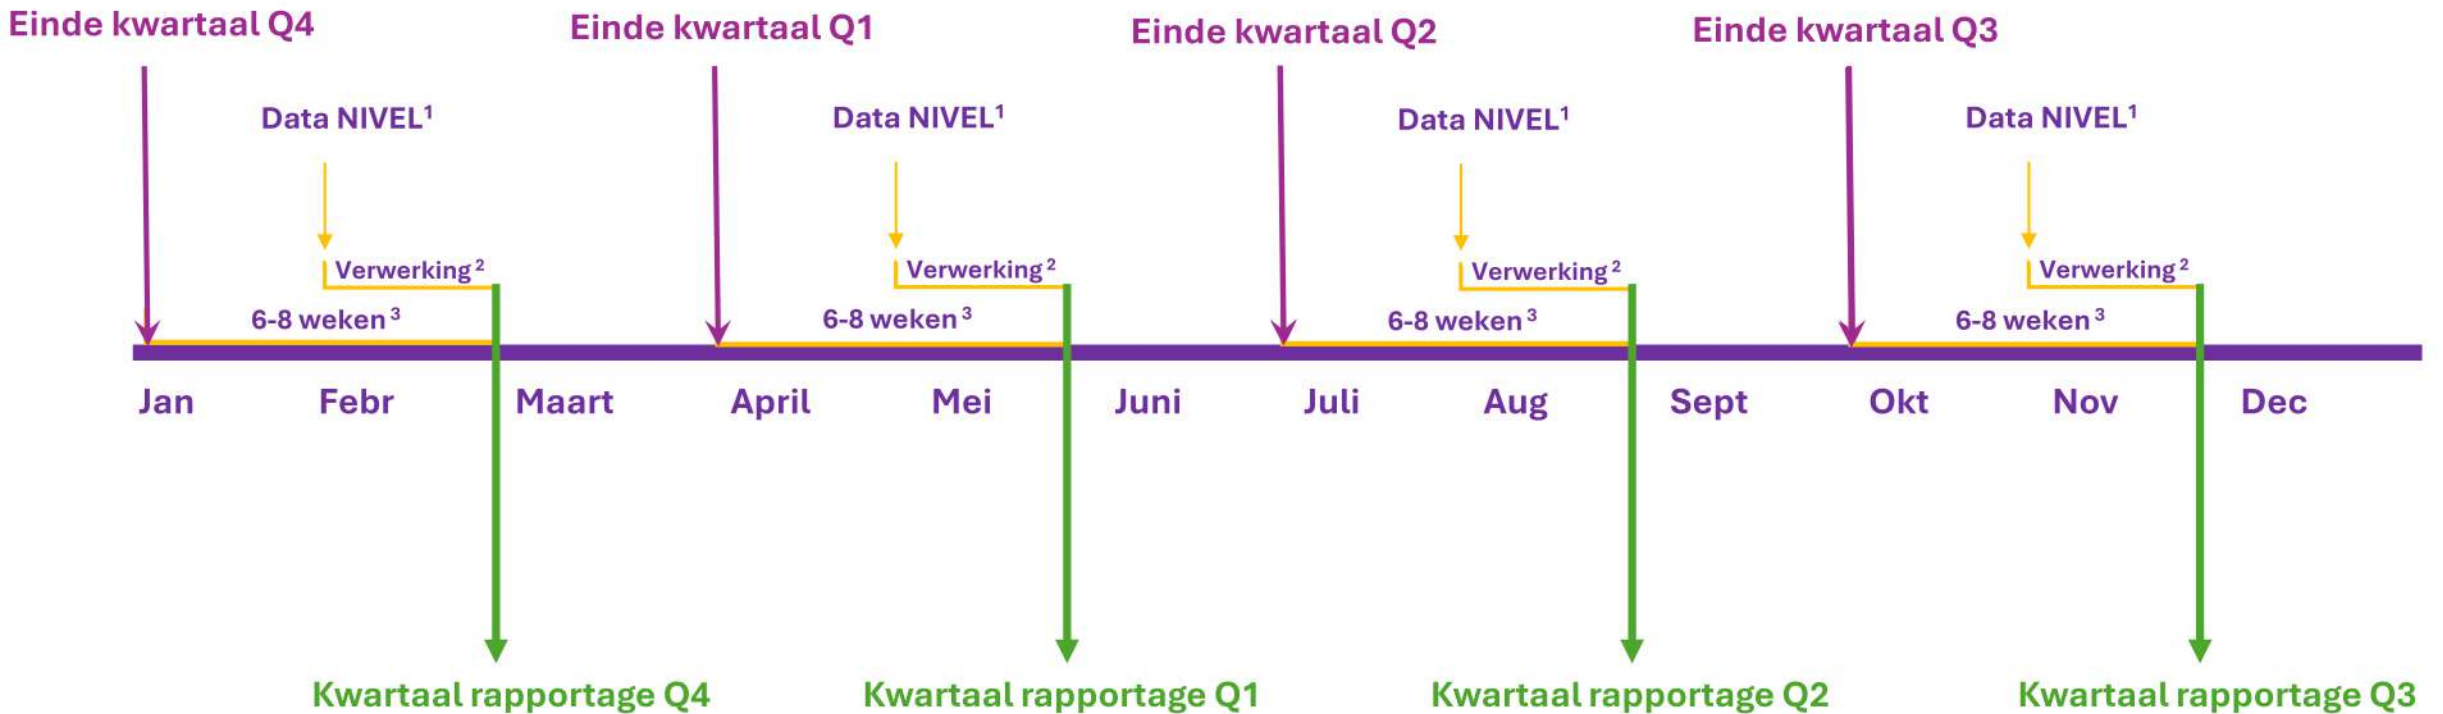 Einde kwartaal Q4
Einde kwartaal Q1
Einde kwartaal Q2
Einde kwartaal Q3
Data NIVEL¹
Data NIVEL¹
Data NIVEL¹
Data NIVEL¹
Verwerking²
Verwerking²
Verwerking²
Verwerking²
6-8 weken³
6-8 weken³
6-8 weken³
6-8 weken³
Jan Febr Maart April Mei Juni Juli Aug Sept Okt Nov Dec
Kwartaal rapportage Q4
Kwartaal rapportage Q1
Kwartaal rapportage Q2
Kwartaal rapportage Q3